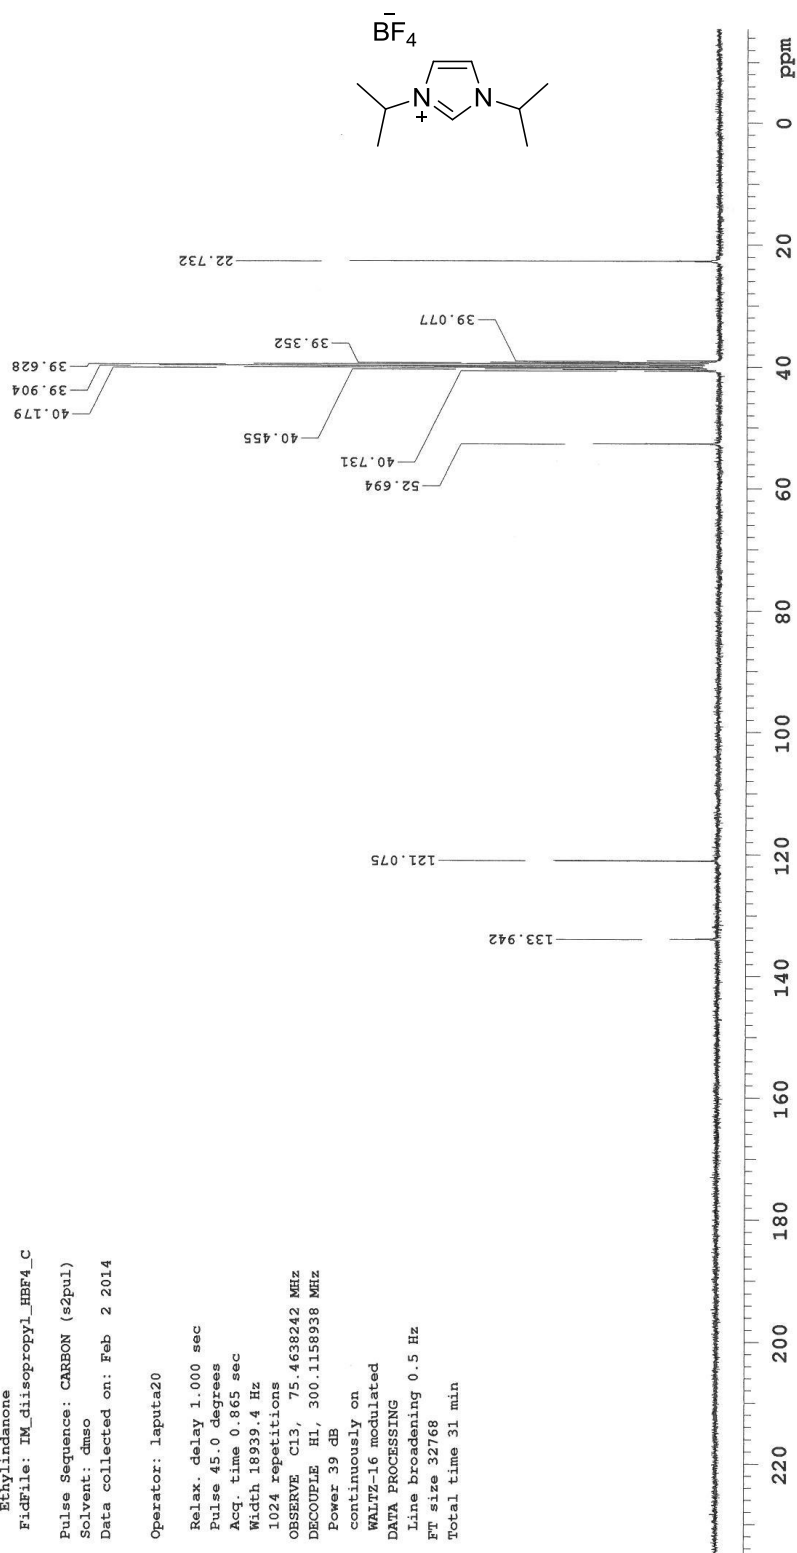 BF4
−
N
+
N
22.732
39.077
39.352
39.628
39.904
40.179
40.455
40.731
52.694
121.075
133.942
ppm
0
20
40
60
80
100
120
140
160
180
200
220
Ethylindanone
FidFile: IM_diisopropyl_HBF4_C
Pulse Sequence: CARBON (s2pul)
Solvent: dmso
Data collected on: Feb 2 2014
Operator: laputa20
Relax. delay 1.000 sec
Pulse 45.0 degrees
Acq. time 0.865 sec
Width 18939.4 Hz
1024 repetitions
OBSERVE C13, 75.4638242 MHz
DECOUPLE H1, 300.1158938 MHz
Power 39 dB
continuously on
WALTZ-16 modulated
DATA PROCESSING
Line broadening 0.5 Hz
FT size 32768
Total time 31 min